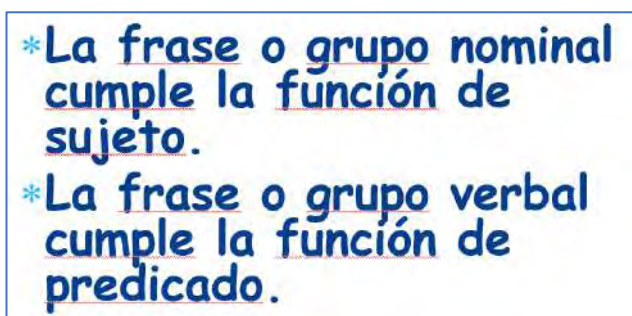 *La frase o grupo nominal
cumple la función de
sujeto.
*La frase o grupo verbal
cumple la función de
predicado.